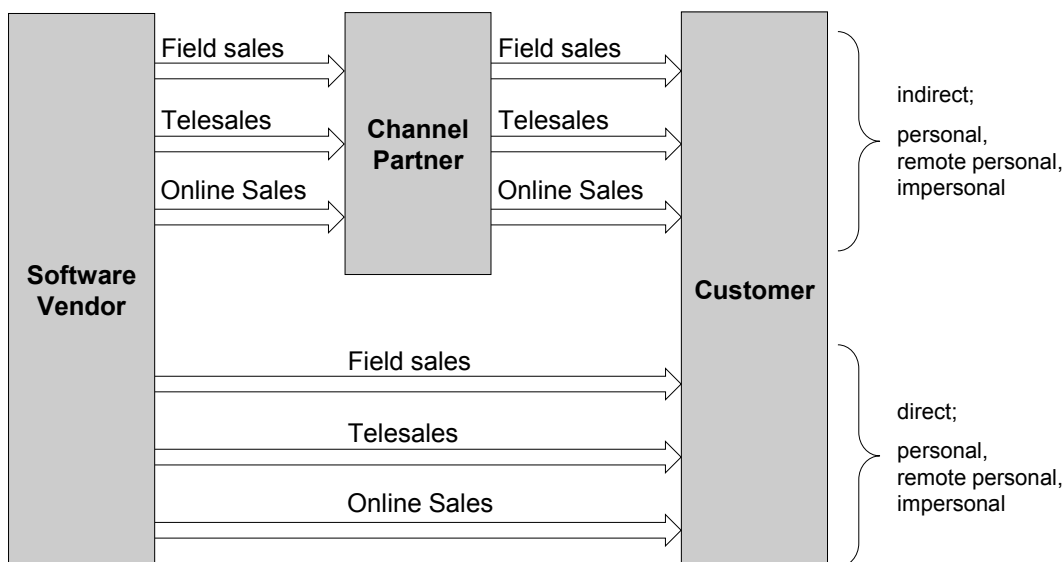 Field sales
Field sales
Telesales
Telesales
Online Sales
Online Sales
Channel
Partner
Software
Vendor
Customer
indirect;
personal,
remote personal,
impersonal
Field sales
Telesales
Online Sales
direct;
personal,
remote personal,
impersonal